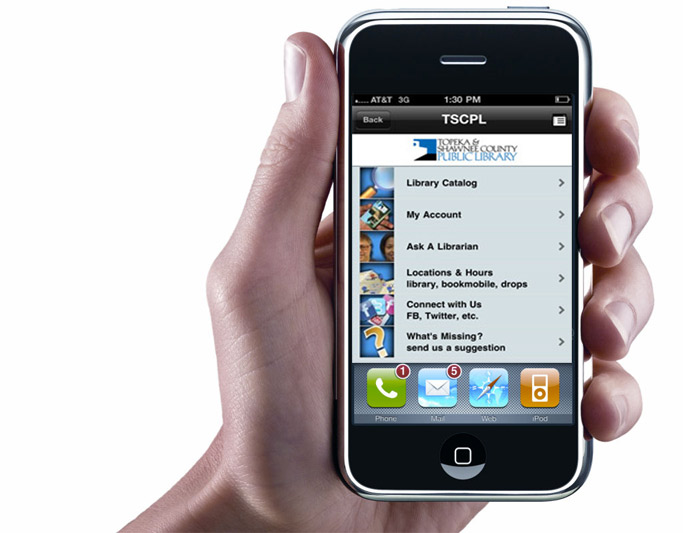 AT&T 3G 1:30 PM
Back TSCPL
TOPEKA &
SHAWNEE COUNTY
PUBLIC LIBRARY
Library Catalog
My Account
Ask A Librarian
Locations & Hours
library, bookmobile, drops
Connect with Us
FB, Twitter, etc.
What's Missing?
send us a suggestion
1 5
Phone Mail Web iPod